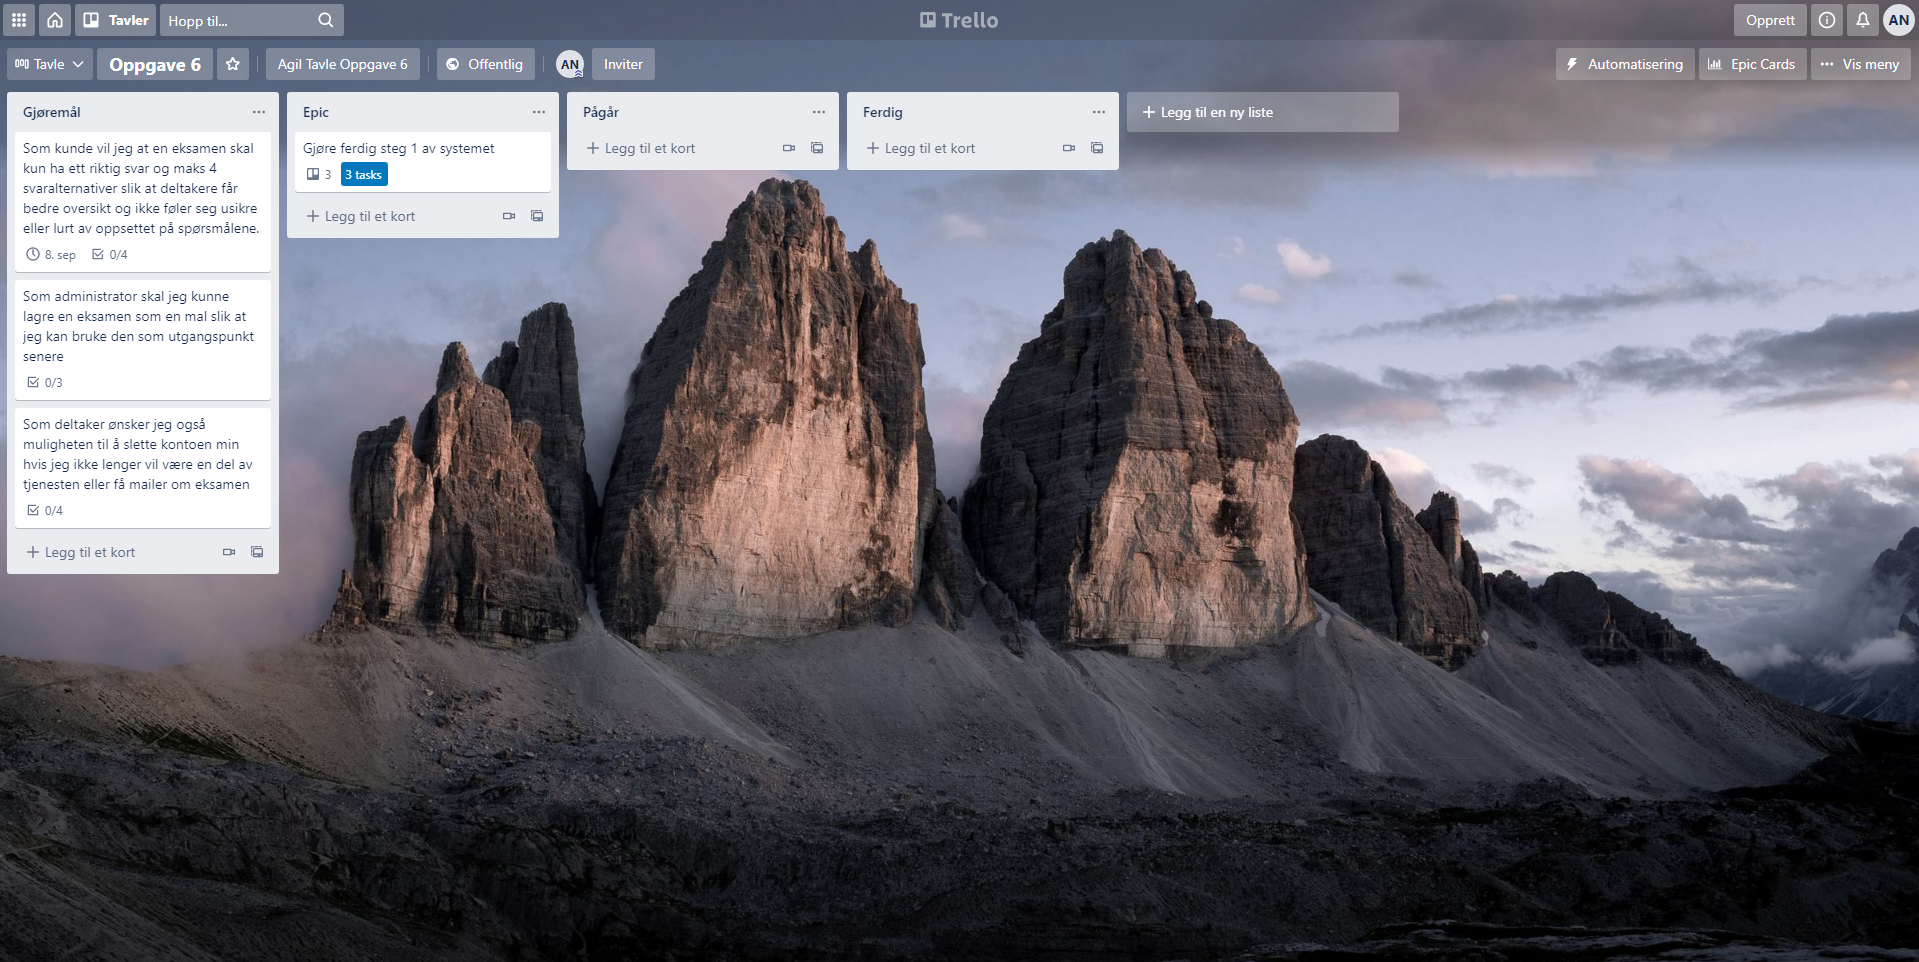 Tavler
Hopp til...
Trello
Opprett
AN
Tavle
Oppgave 6
Agil Tavle Oppgave 6
Offentlig
AN
Inviter
Automatisering
Epic Cards
Vis meny
Gjøremål
Som kunde vil jeg at en eksamen skal
kun ha ett riktig svar og maks 4
svaralternativer slik at deltakere får
bedre oversikt og ikke føler seg usikre
eller lurt av oppsettet på spørsmålene.
8. sep 0/4
Som administrator skal jeg kunne
lagre en eksamen som en mal slik at
jeg kan bruke den som utgangspunkt
senere
0/3
Som deltaker ønsker jeg også
muligheten til å slette kontoen min
hvis jeg ikke lenger vil være en del av
tjenesten eller få mailer om eksamen
0/4
Legg til et kort
Epic
Gjøre ferdig steg 1 av systemet
3 3 tasks
Legg til et kort
Pågår
Legg til et kort
Ferdig
Legg til et kort
Legg til en ny liste